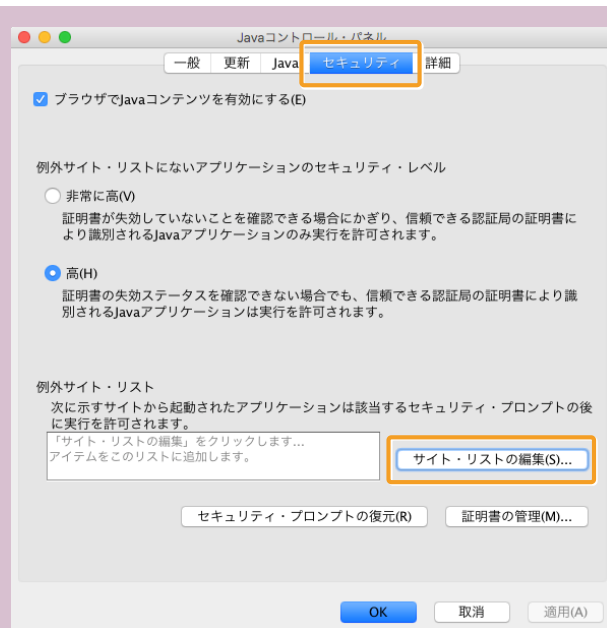 Javaコントロール・パネル
一般 更新 Java セキュリティ 詳細
ブラウザでJavaコンテンツを有効にする(E)
例外サイト・リストにないアプリケーションのセキュリティ・レベル
非常に高(V)
証明書が失効していないことを確認できる場合にかぎり、信頼できる認証局の証明書に
より識別されるJavaアプリケーションのみ実行を許可されます。
高(H)
証明書の失効ステータスを確認できない場合でも、信頼できる認証局の証明書により識
別されるJavaアプリケーションは実行を許可されます。
例外サイト・リスト
次に示すサイトから起動されたアプリケーションは該当するセキュリティ・プロンプトの後
に実行を許可されます。
「サイト・リストの編集」をクリックします...
アイテムをこのリストに追加します。
サイト・リストの編集(S)...
セキュリティ・プロンプトの復元(R) 証明書の管理(M)...
OK 取消 適用(A)